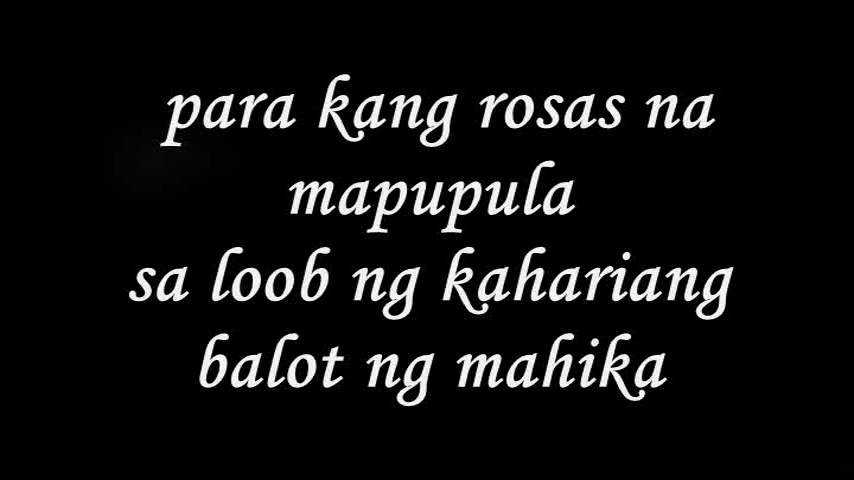 para kang rosas na
mapupula
sa loob ng kahariang
balot ng mahika